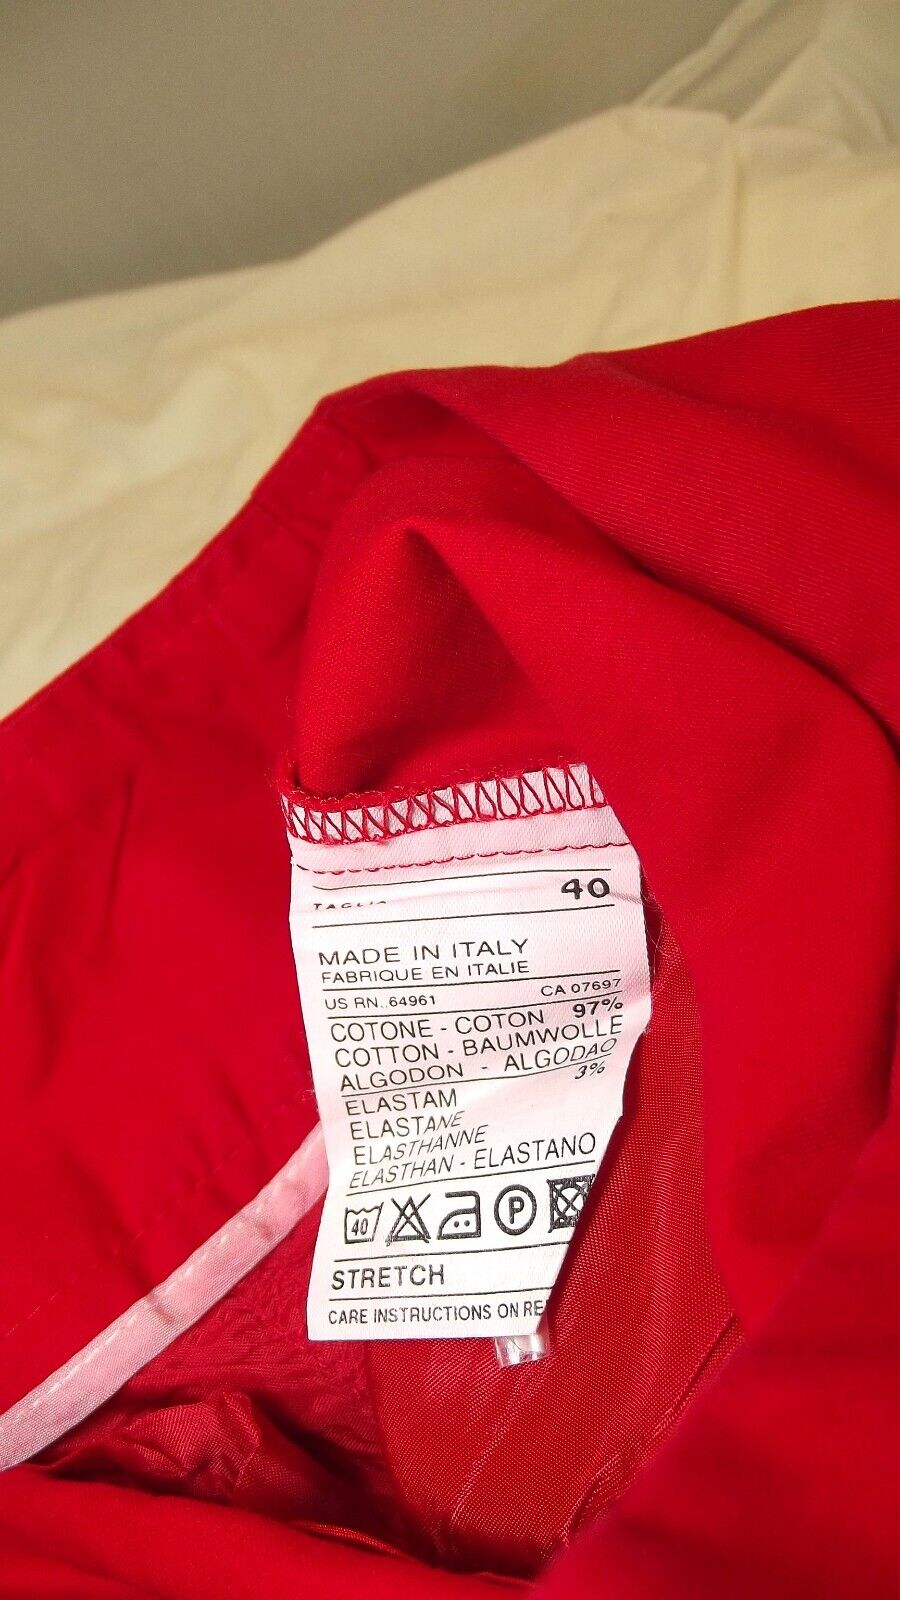 TAGLIA 40
MADE IN ITALY
FABRIQUE EN ITALIE
US RN..64961 CA 07697
COTONE - COTON 97%
COTTON - BAUMWOLLE
ALGODON - ALGODAO
3%
ELASTAM
ELASTANE
ELASTHANNE
ELASTHAN - ELASTANO
40 P
STRETCH
CARE INSTRUCTIONS ON RE